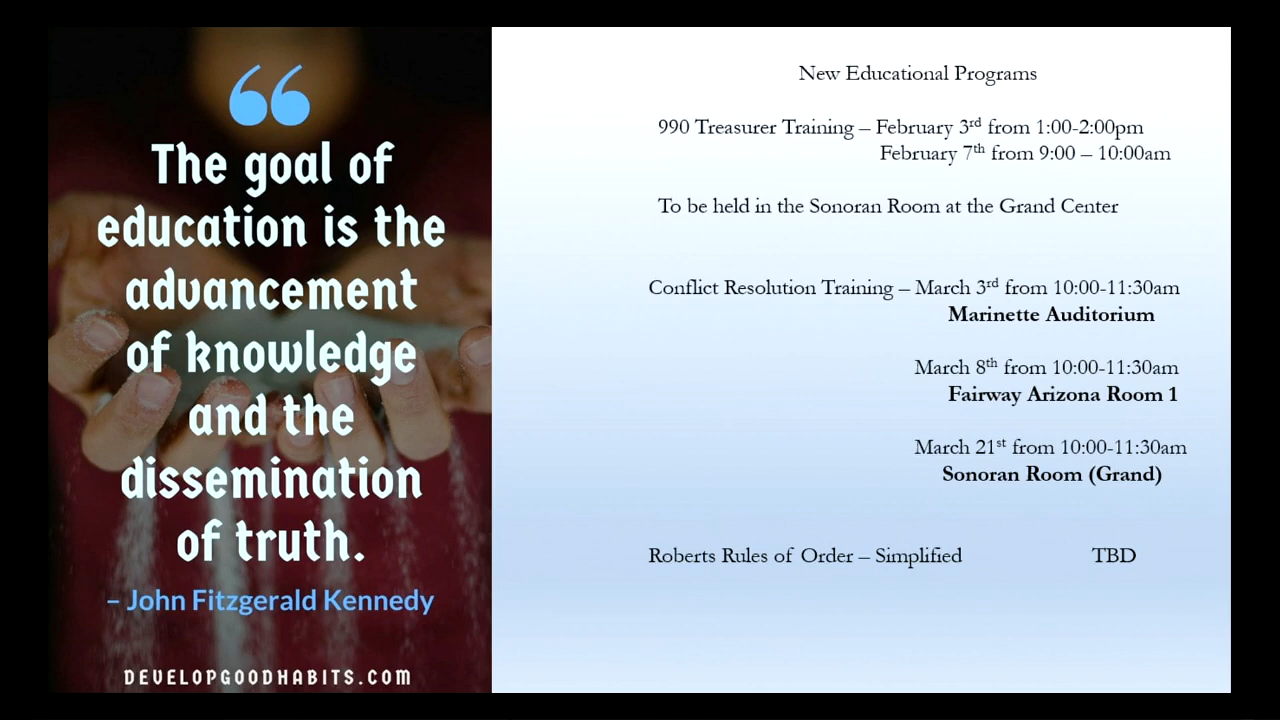 “
The goal of
education is the
advancement
of knowledge
and the
dissemination
of truth.
– John Fitzgerald Kennedy
DEVELOPGOODHABITS.COM
New Educational Programs
990 Treasurer Training – February 3rd from 1:00-2:00pm
February 7th from 9:00 – 10:00am
To be held in the Sonoran Room at the Grand Center
Conflict Resolution Training – March 3rd from 10:00-11:30am
Marinette Auditorium
March 8th from 10:00-11:30am
Fairway Arizona Room 1
March 21st from 10:00-11:30am
Sonoran Room (Grand)
Roberts Rules of Order – Simplified TBD